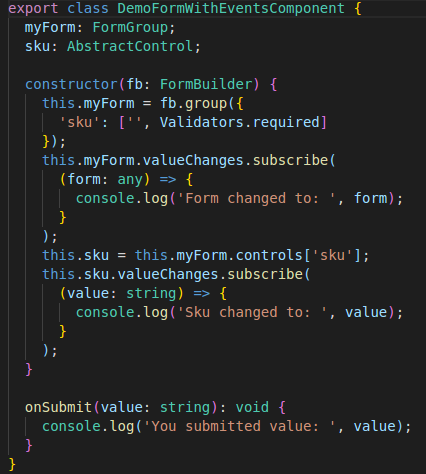 export class DemoFormWithEventsComponent {
  myForm: FormGroup;
  sku: AbstractControl;

  constructor(fb: FormBuilder) {
    this.myForm = fb.group({
      'sku': ['', Validators.required]
    });
    this.myForm.valueChanges.subscribe(
      (form: any) => {
        console.log('Form changed to: ', form);
      }
    );
    this.sku = this.myForm.controls['sku'];
    this.sku.valueChanges.subscribe(
      (value: string) => {
        console.log('Sku changed to: ', value);
      }
    );
  }

  onSubmit(value: string): void {
    console.log('You submitted value: ', value);
  }
}